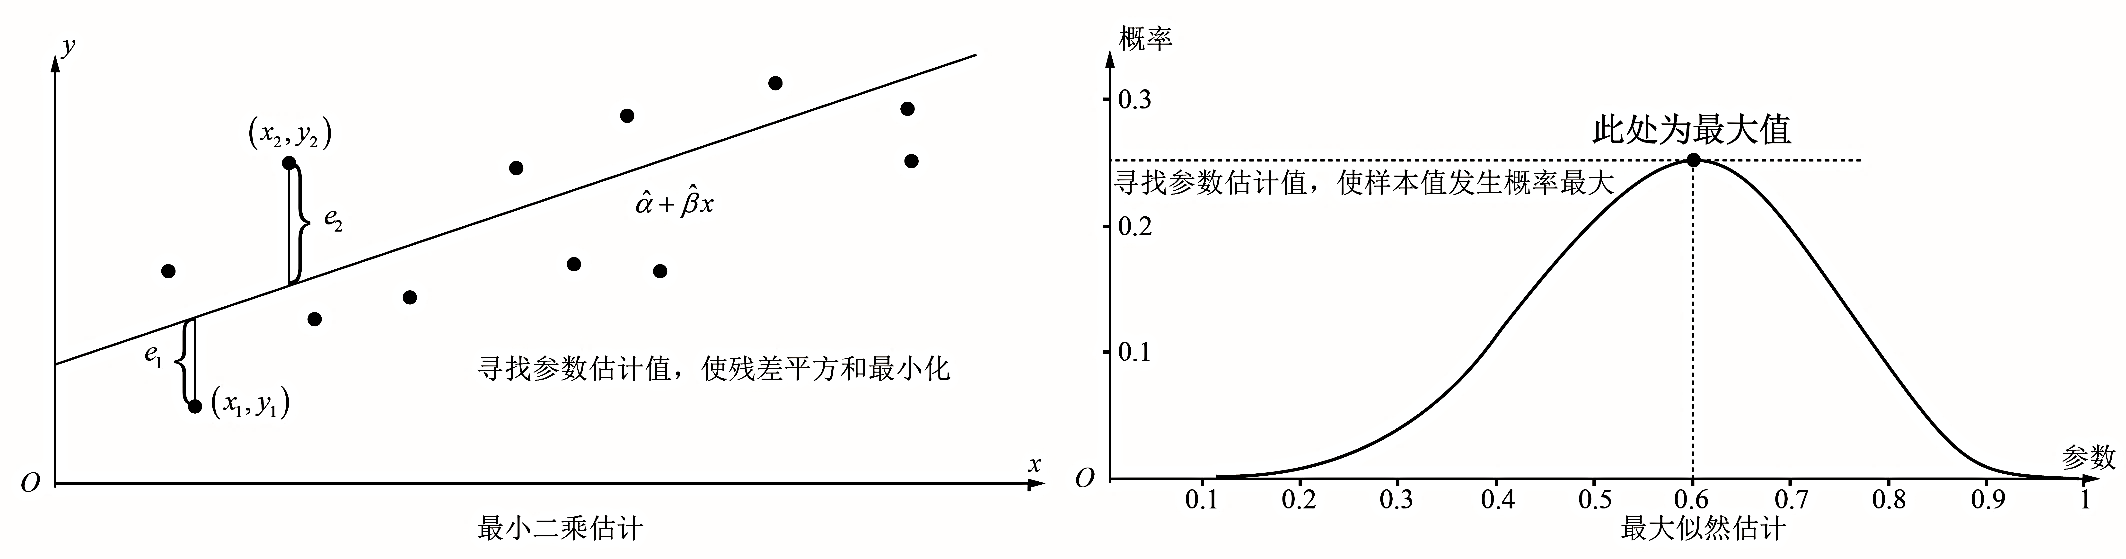 y
(x₂, y₂)
e₂
α̂ + β̂x
e₁
(x₁, y₁)
寻找参数估计值，使残差平方和最小化
O
x
最小二乘估计
概率
0.3
此处为最大值
寻找参数估计值，使样本值发生概率最大
0.2
0.1
参数
O
0.1 0.2 0.3 0.4 0.5 0.6 0.7 0.8 0.9 1
最大似然估计